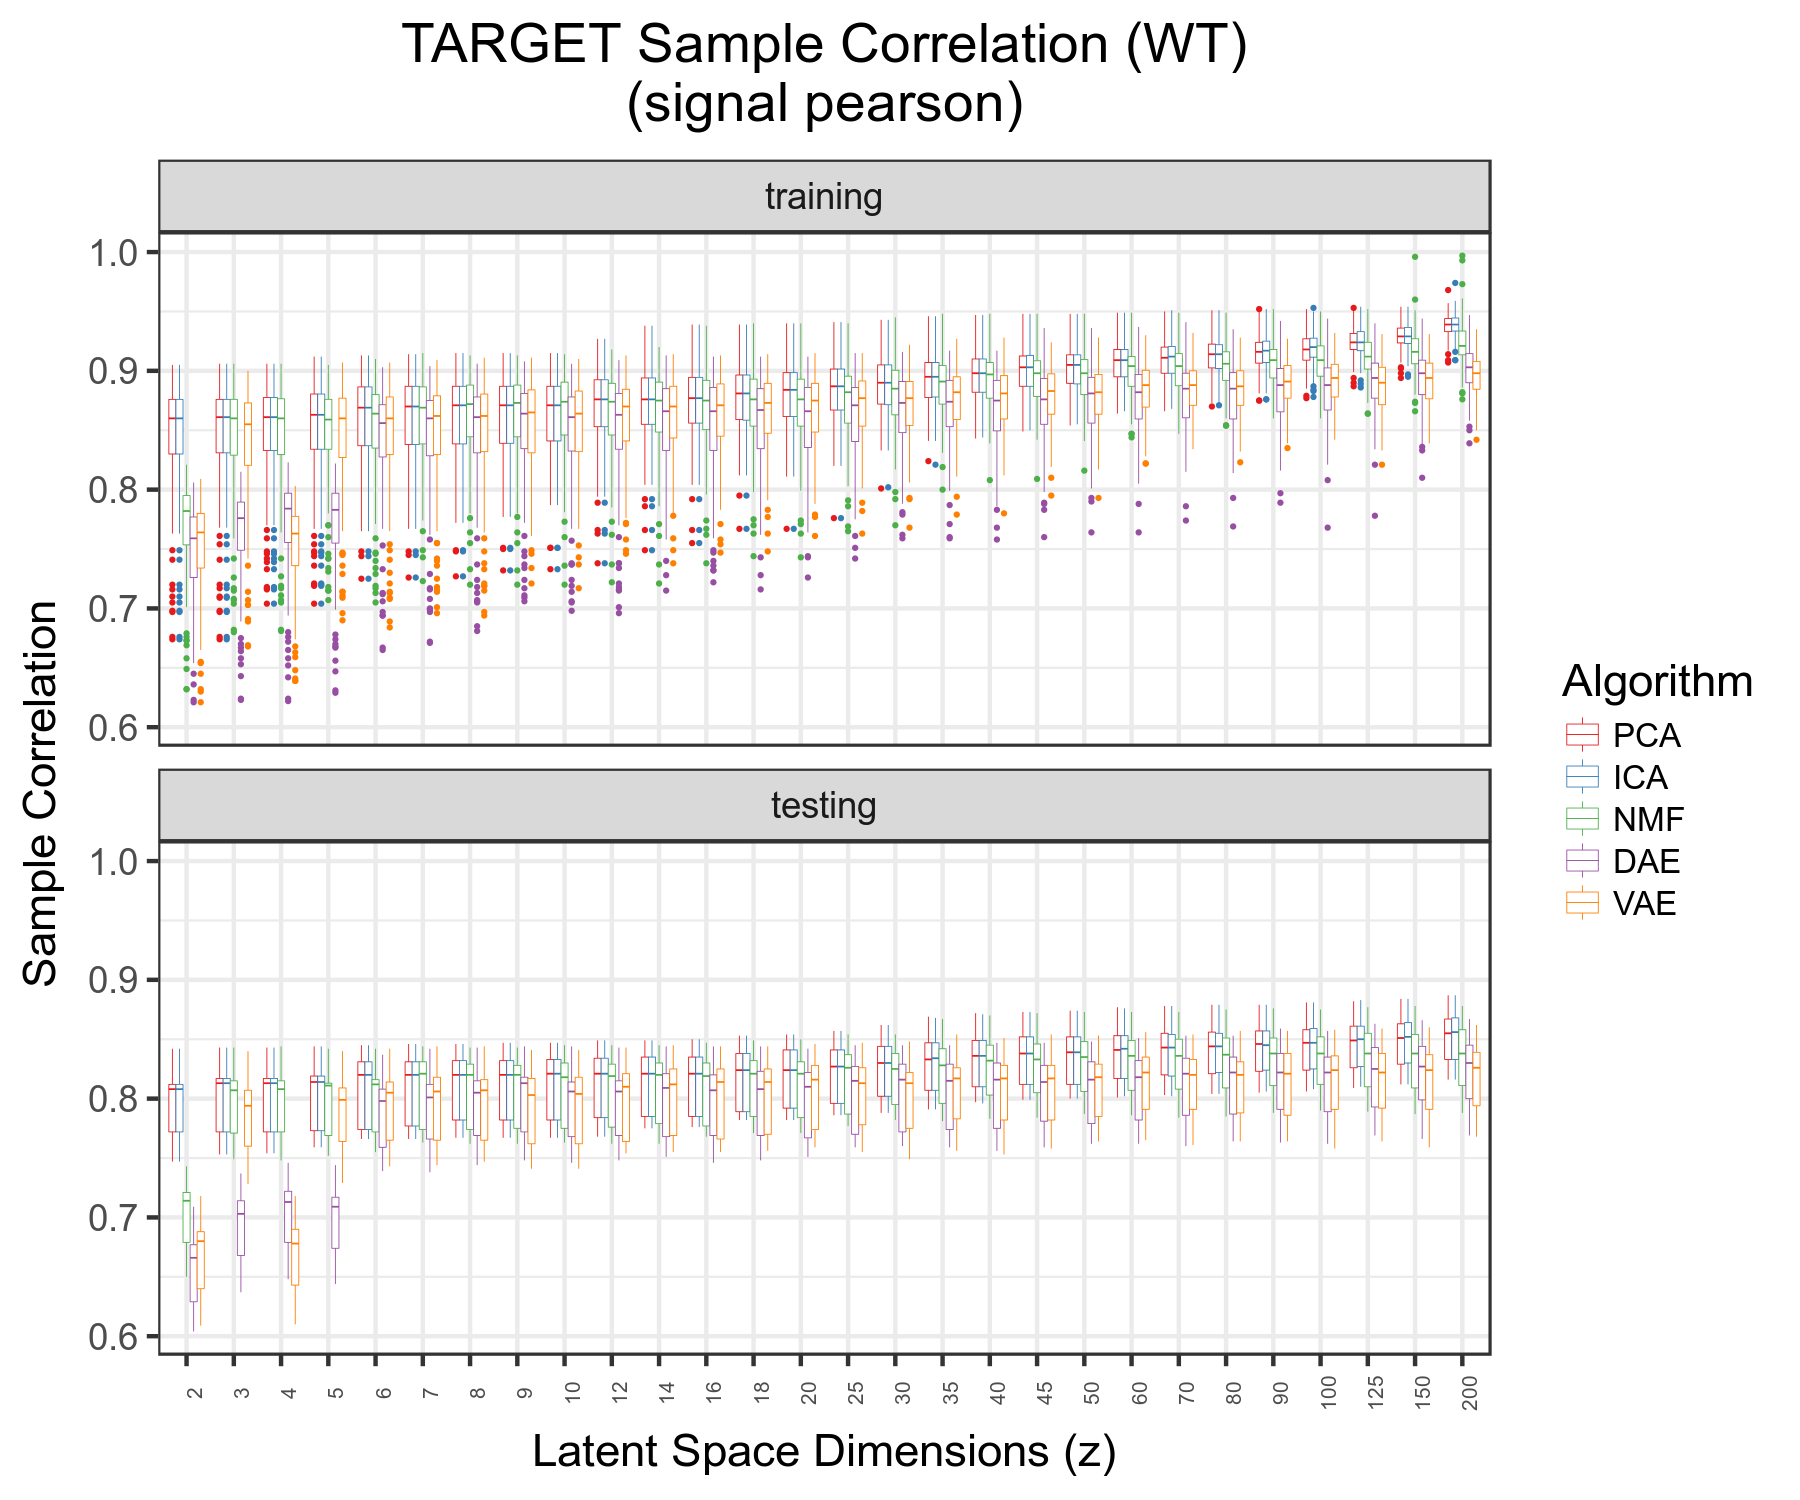 TARGET Sample Correlation (WT)
(signal pearson)
training
1.0
0.9
0.8
0.7
0.6
testing
1.0
0.9
0.8
0.7
0.6
Sample Correlation
2 3 4 5 6 7 8 9 10 12 14 16 18 20 25 30 35 40 45 50 60 70 80 90 100 125 150 200
Latent Space Dimensions (z)
Algorithm
PCA
ICA
NMF
DAE
VAE